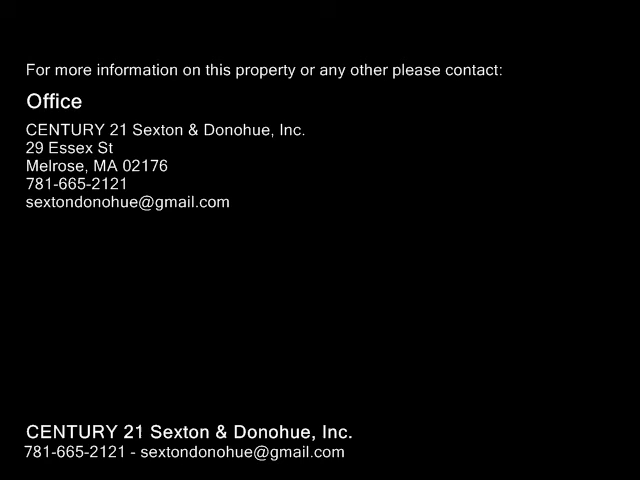 For more information on this property or any other please contact:
Office
CENTURY 21 Sexton & Donohue, Inc.
29 Essex St
Melrose, MA 02176
781-665-2121
sextondonohue@gmail.com
CENTURY 21 Sexton & Donohue, Inc.
781-665-2121 - sextondonohue@gmail.com